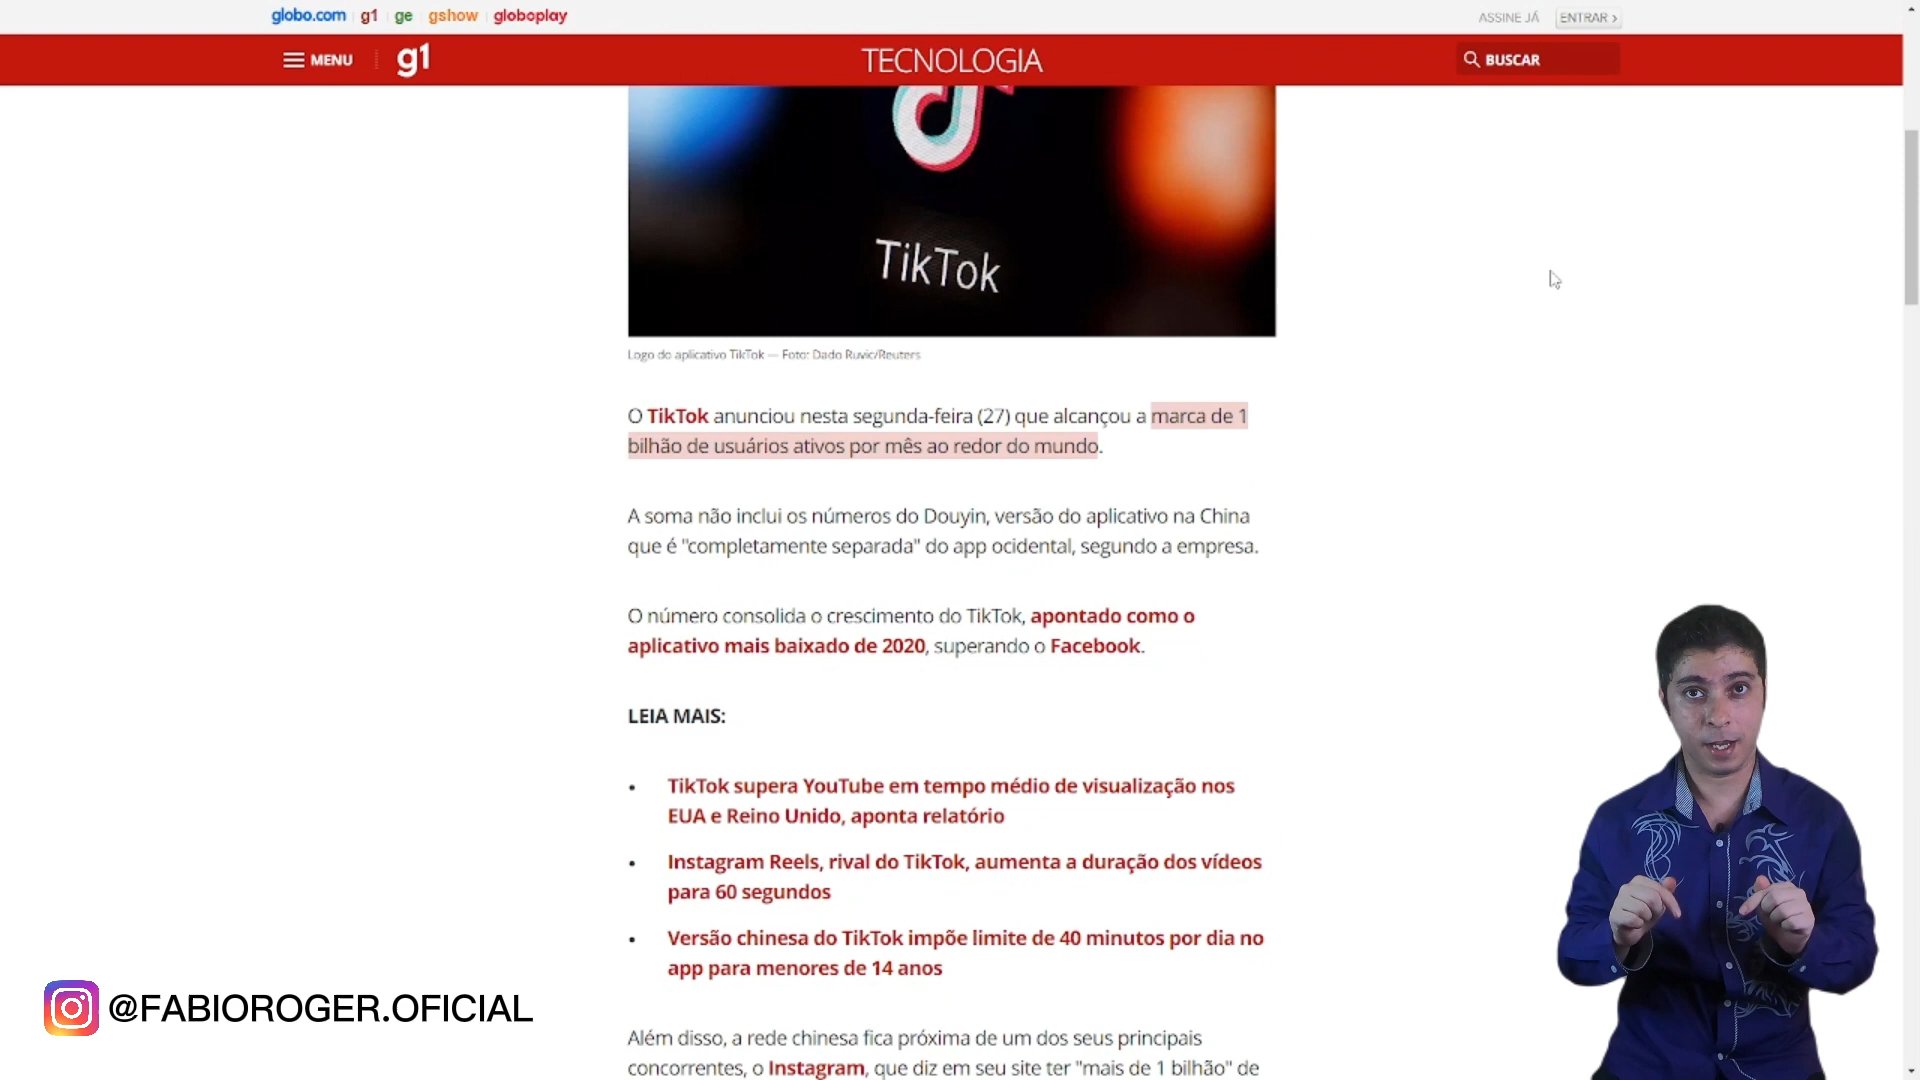 globo.com g1 ge gshow globoplay
ASSINE JÁ ENTRAR ›
MENU g1 TECNOLOGIA BUSCAR
TikTok
Logo do aplicativo TikTok — Foto: Dado Ruvic/Reuters
O TikTok anunciou nesta segunda-feira (27) que alcançou a marca de 1
bilhão de usuários ativos por mês ao redor do mundo.
A soma não inclui os números do Douyin, versão do aplicativo na China
que é "completamente separada" do app ocidental, segundo a empresa.
O número consolida o crescimento do TikTok, apontado como o
aplicativo mais baixado de 2020, superando o Facebook.
LEIA MAIS:
• TikTok supera YouTube em tempo médio de visualização nos
EUA e Reino Unido, aponta relatório
• Instagram Reels, rival do TikTok, aumenta a duração dos vídeos
para 60 segundos
• Versão chinesa do TikTok impõe limite de 40 minutos por dia no
app para menores de 14 anos
@FABIOROGER.OFICIAL
Além disso, a rede chinesa fica próxima de um dos seus principais
concorrentes, o Instagram, que diz em seu site ter "mais de 1 bilhão" de